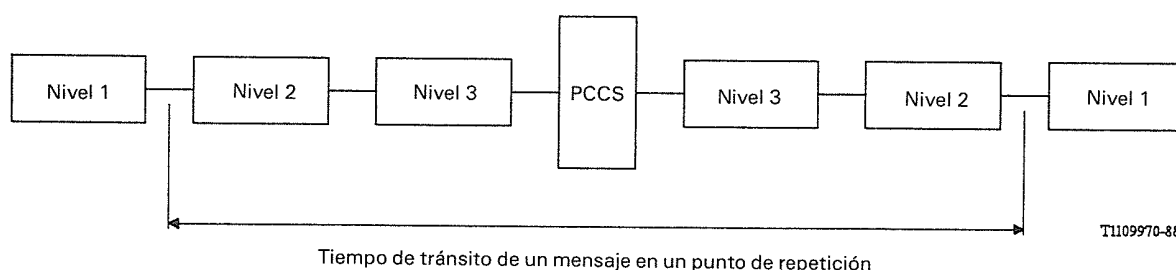 Nivel 1
Nivel 2
Nivel 3
PCCS
Nivel 3
Nivel 2
Nivel 1
T1109970-88
Tiempo de tránsito de un mensaje en un punto de repetición